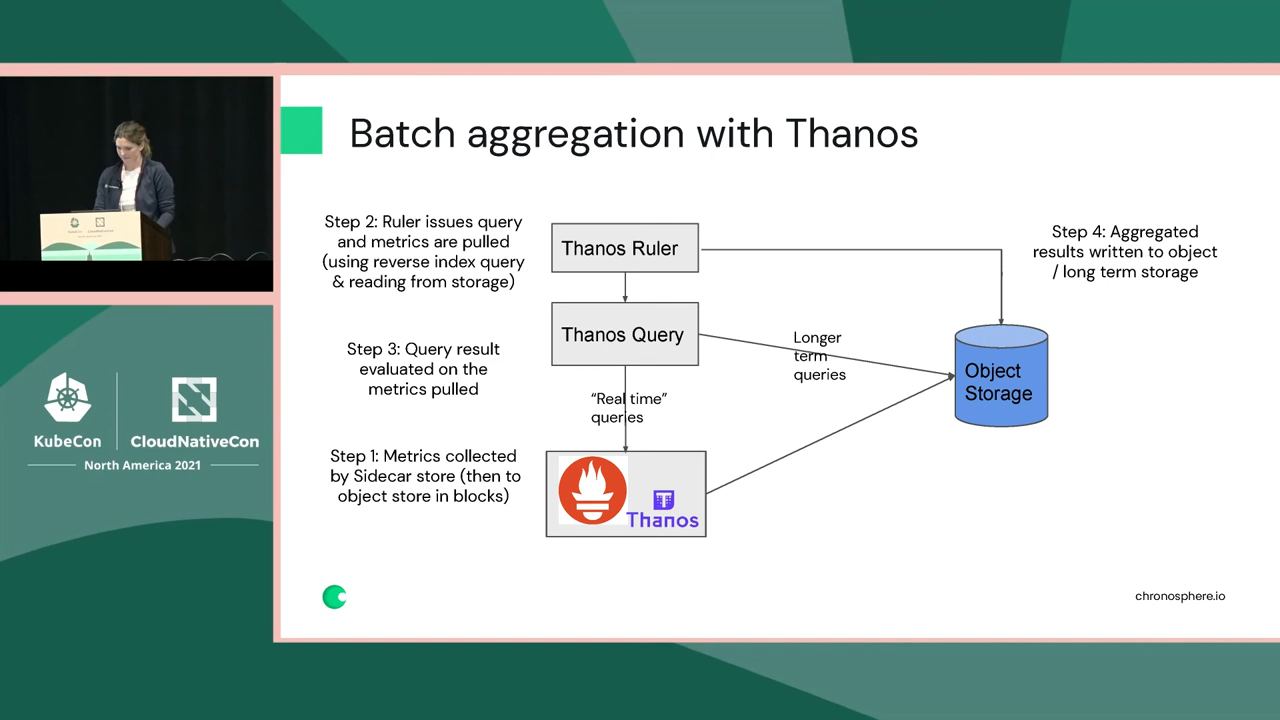 Batch aggregation with Thanos
Step 2: Ruler issues query
and metrics are pulled
(using reverse index query
& reading from storage)
Thanos Ruler
Step 4: Aggregated
results written to object
/ long term storage
Thanos Query
Longer
term
queries
Step 3: Query result
evaluated on the
metrics pulled
Object
Storage
“Real time”
queries
Step 1: Metrics collected
by Sidecar store (then to
object store in blocks)
Thanos
chronosphere.io
KubeCon
CloudNativeCon
North America 2021